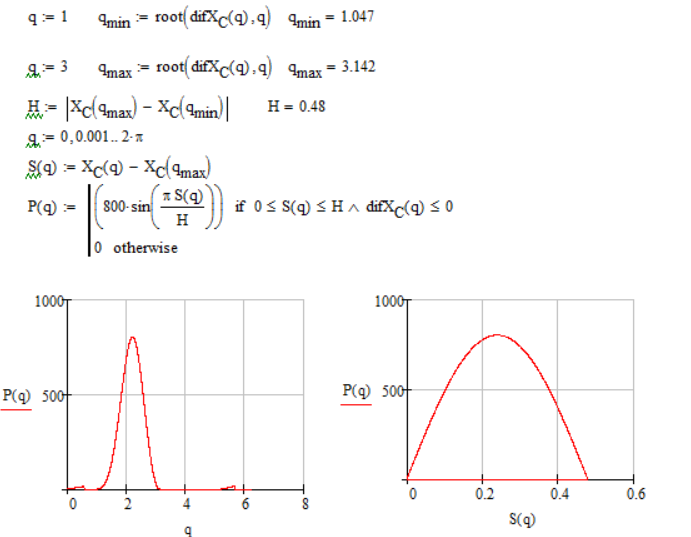 q := 1 qmin := root(difXC(q),q) qmin = 1.047
q := 3 qmax := root(difXC(q),q) qmax = 3.142
H := |XC(qmax) − XC(qmin)| H = 0.48
q := 0,0.001.. 2·π
S(q) := XC(q) − XC(qmax)
P(q) := | (800·sin(π S(q)/H)) if 0 ≤ S(q) ≤ H ∧ difXC(q) ≤ 0
0 otherwise
1000
P(q) 500
0 2 4 6 8
q
1000
P(q) 500
0 0.2 0.4 0.6
S(q)